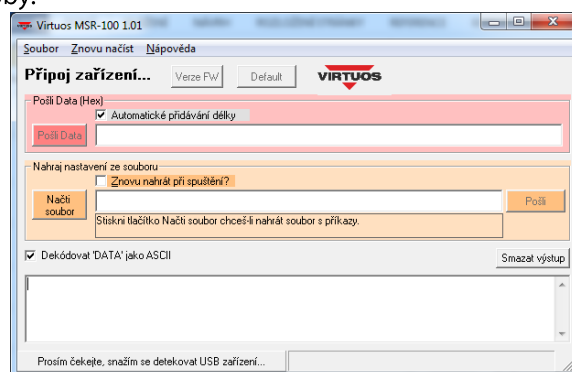 oby.
Virtuos MSR-100 1.01
Soubor Znovu načíst Nápověda
Připoj zařízení... Verze FW Default VIRTUOS
Pošli Data (Hex)
Automatické přidávání délky
Pošli Data
Nahraj nastavení ze souboru
Znovu nahrát při spuštění?
Načti soubor Pošli
Stiskni tlačítko Načti soubor chceš-li nahrát soubor s příkazy.
Dekódovat 'DATA' jako ASCII Smazat výstup
Prosím čekejte, snažím se detekovat USB zařízení...